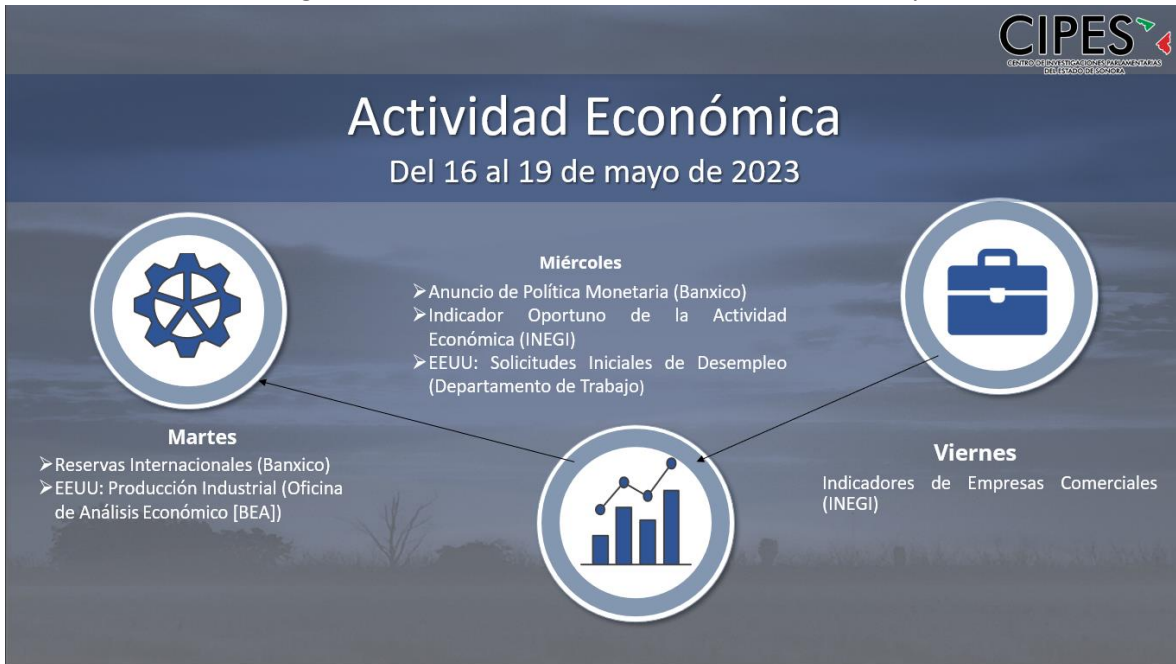 CIPES
CENTRO DE INVESTIGACIONES PARLAMENTARIAS
DEL ESTADO DE SONORA
Actividad Económica
Del 16 al 19 de mayo de 2023
Martes
➢Reservas Internacionales (Banxico)
➢EEUU: Producción Industrial (Oficina
de Análisis Económico [BEA])
Miércoles
➢Anuncio de Política Monetaria (Banxico)
➢Indicador Oportuno de la Actividad
Económica (INEGI)
➢EEUU: Solicitudes Iniciales de Desempleo
(Departamento de Trabajo)
Viernes
Indicadores de Empresas Comerciales
(INEGI)